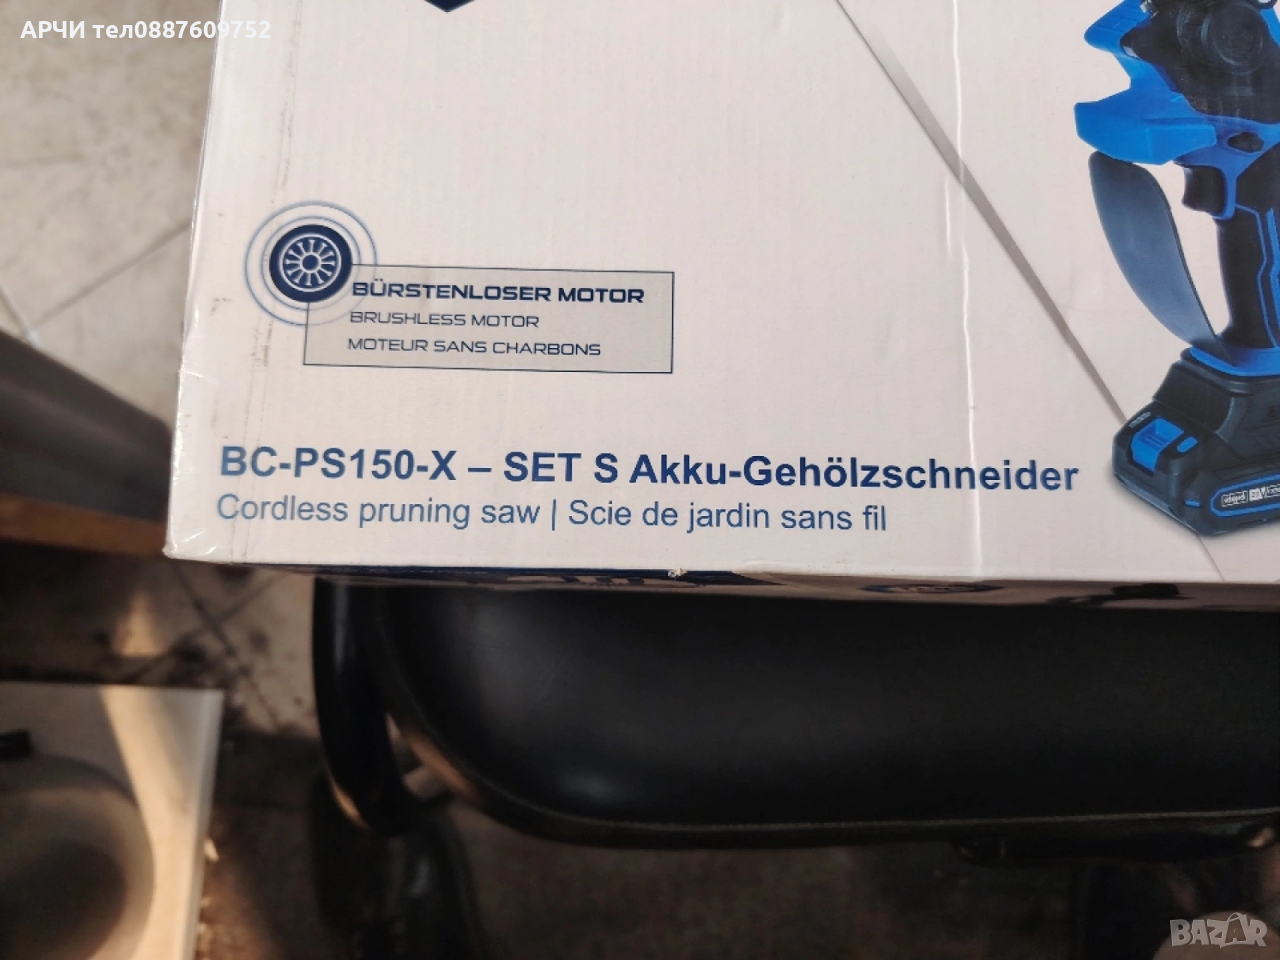 АРЧИ тел0887609752
BÜRSTENLOSER MOTOR
BRUSHLESS MOTOR
MOTEUR SANS CHARBONS
BC-PS150-X – SET S Akku-Gehölzschneider
Cordless pruning saw | Scie de jardin sans fil
BAZAR